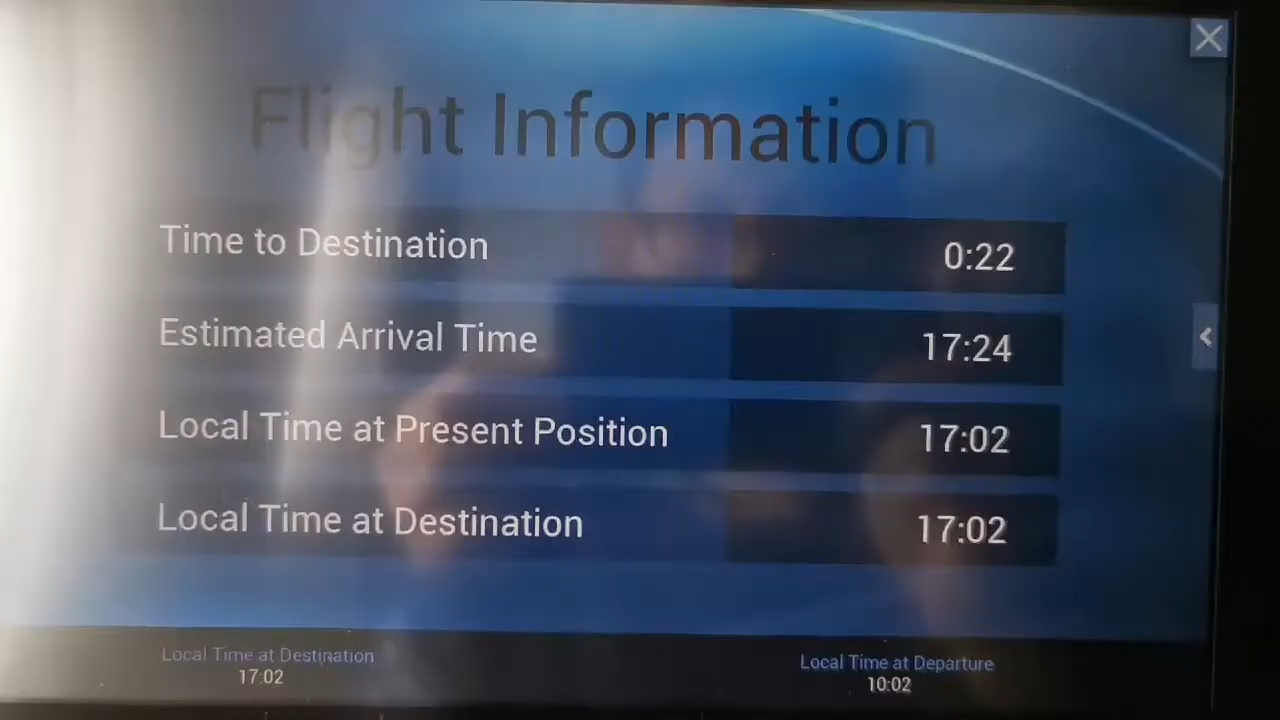 Flight Information
Time to Destination 0:22
Estimated Arrival Time 17:24
Local Time at Present Position 17:02
Local Time at Destination 17:02
Local Time at Destination Local Time at Departure
17:02 10:02